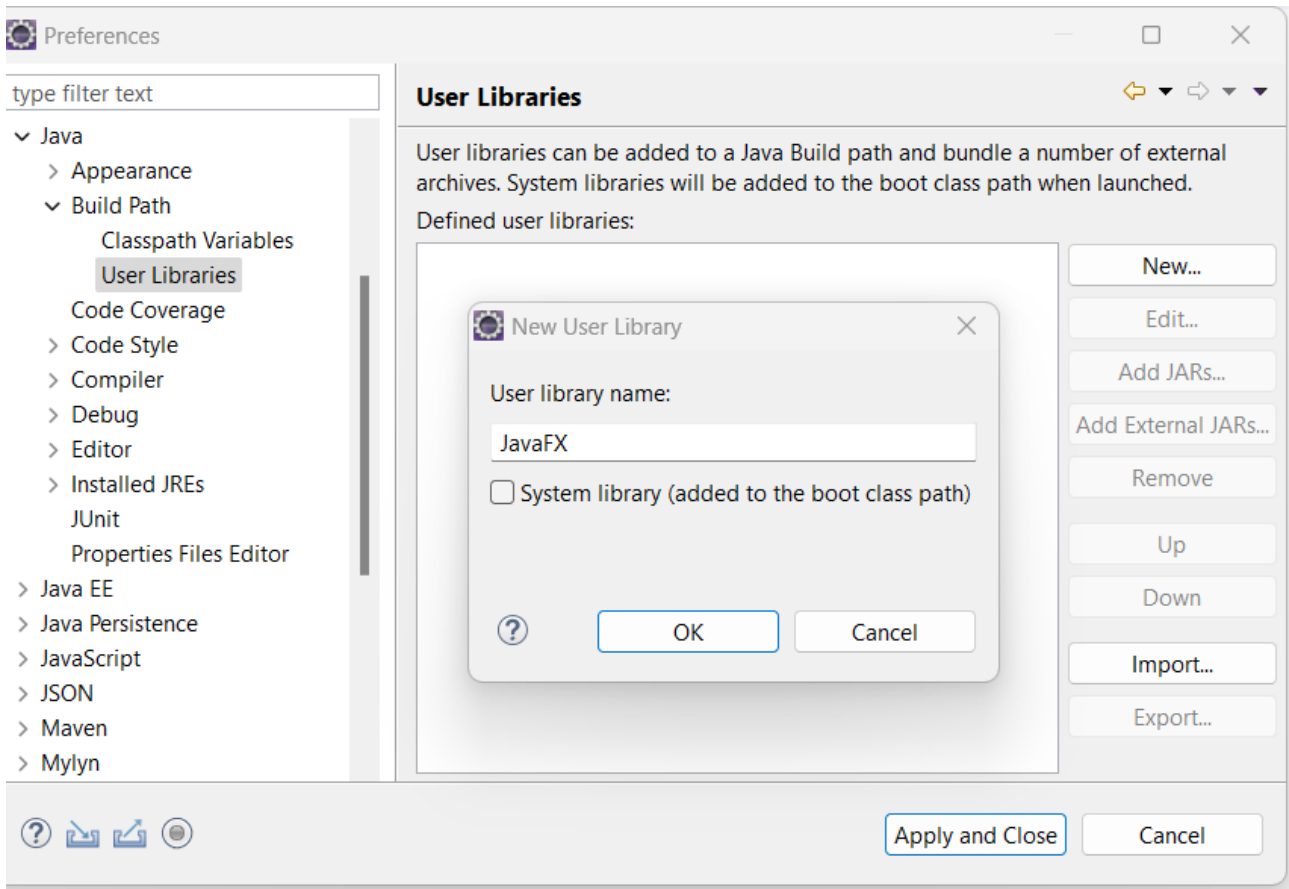 Preferences
type filter text
Java
Appearance
Build Path
Classpath Variables
User Libraries
Code Coverage
Code Style
Compiler
Debug
Editor
Installed JREs
JUnit
Properties Files Editor
Java EE
Java Persistence
JavaScript
JSON
Maven
Mylyn
User Libraries
User libraries can be added to a Java Build path and bundle a number of external
archives. System libraries will be added to the boot class path when launched.
Defined user libraries:
New User Library
User library name:
JavaFX
System library (added to the boot class path)
?
OK
Cancel
New...
Edit...
Add JARs...
Add External JARs...
Remove
Up
Down
Import...
Export...
?
Apply and Close
Cancel